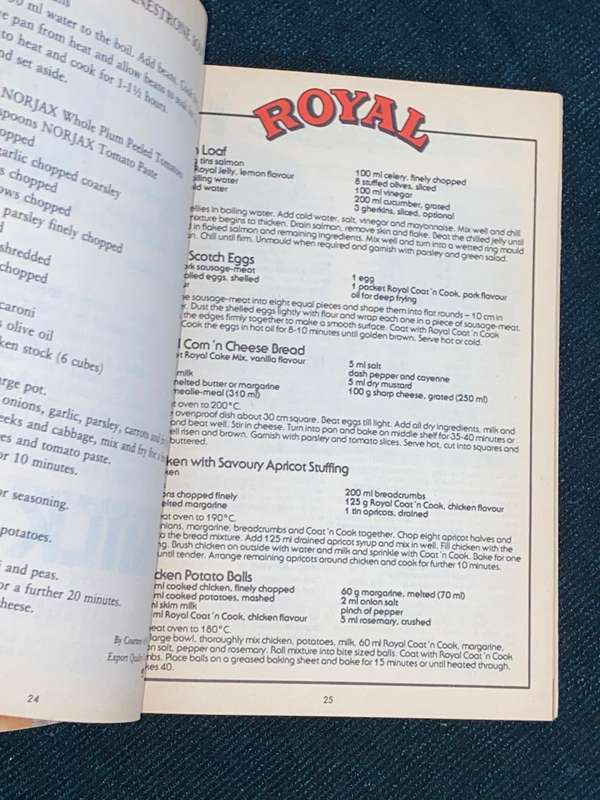 MINESTRONE SO
ml water to the boil. Add beans. Cook
e pan from heat and allow beans to soak
to heat and cook for 1-1½ hours.
nd set aside.
NORJAX Whole Plum Peeled Tomatoes
spoons NORJAX Tomato Paste
opped
arlic chopped coarsley
s chopped
ows chopped
parsley finely chopped
d
shredded
chopped
caroni
s olive oil
ken stock (6 cubes)
arge pot.
onions, garlic, parsley, carrots and
eeks and cabbage, mix and fry for a
es and tomato paste.
or 10 minutes.
or seasoning.
potatoes.
and peas.
or a further 20 minutes.
cheese.
By Courtesy
Export
24
ROYAL
n Loaf
tins salmon
Royal Jelly, lemon flavour
oiling water
old water
100 ml celery, finely chopped
8 stuffed olives, sliced
100 ml vinegar
200 ml cucumber, grated
3 gherkins, sliced, optional
ellies in boiling water. Add cold water, salt, vinegar and mayonnaise. Mix well and chill
mixture begins to thicken. Drain salmon, remove skin and flake. Beat the chilled jelly until
d in flaked salmon and remaining ingredients. Mix well and turn into a wetted ring mould
n. Chill until firm. Unmould when required and garnish with parsley and green salad.
Scotch Eggs
ork sausage-meat
oiled eggs, shelled
ur
1 egg
1 packet Royal Coat 'n Cook, pork flavour
oil for deep frying
e sausage-meat into eight equal pieces and shape them into flat rounds – 10 cm in
r. Dust the shelled eggs lightly with flour and wrap each one in a piece of sausage-meat,
the edges firmly together to make a smooth surface. Coat with Royal Coat 'n Cook
Cook the eggs in hot oil for 8-10 minutes until golden brown. Serve hot or cold.
l Corn 'n Cheese Bread
et Royal Cake Mix, vanilla flavour
milk
melted butter or margarine
mealie-meal (310 ml)
5 ml salt
dash pepper and cayenne
5 ml dry mustard
100 g sharp cheese, grated (250 ml)
t oven to 200°C.
ovenproof dish about 30 cm square. Beat eggs till light. Add all dry ingredients, milk and
and beat well. Stir in cheese. Turn into pan and bake on middle shelf for 35-40 minutes or
ell risen and brown. Garnish with parsley and tomato slices. Serve hot, cut into squares and
buttered.
ken with Savoury Apricot Stuffing
ken
ns chopped finely
elted margarine
200 ml breadcrumbs
125 g Royal Coat 'n Cook, chicken flavour
1 tin apricots, drained
at oven to 190°C.
nions, margarine, breadcrumbs and Coat 'n Cook together. Chop eight apricot halves and
o the bread mixture. Add 125 ml drained apricot syrup and mix in well. Fill chicken with the
ng. Brush chicken on outside with water and milk and sprinkle with Coat 'n Cook. Bake for one
until tender. Arrange remaining apricots around chicken and cook for further 10 minutes.
cken Potato Balls
ml cooked chicken, finely chopped
ml cooked potatoes, mashed
ml skim milk
ml Royal Coat 'n Cook, chicken flavour
60 g margarine, melted (70 ml)
2 ml onion salt
pinch of pepper
5 ml rosemary, crushed
eat oven to 180°C.
large bowl, thoroughly mix chicken, potatoes, milk, 60 ml Royal Coat 'n Cook, margarine,
on salt, pepper and rosemary. Roll mixture into bite sized balls. Coat with Royal Coat 'n Cook
mbs. Place balls on a greased baking sheet and bake for 15 minutes or until heated through.
kes 40.
25